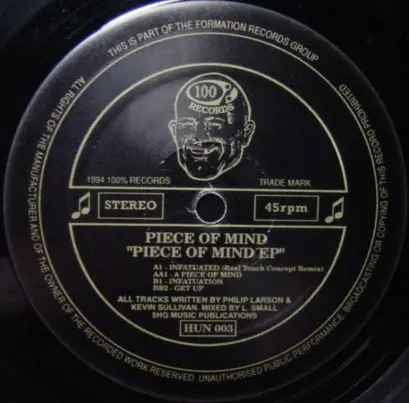 THIS IS PART OF THE FORMATION RECORDS GROUP
ALL RIGHTS OF THE MANUFACTURER AND OF THE OWNER OF THE RECORDED WORK RESERVED. UNAUTHORISED PUBLIC PERFORMANCE. BROADCASTING OR COPYING OF THIS RECORD PROHIBITED
100
RECORDS
1994 100% RECORDS TRADE MARK
STEREO 45rpm
PIECE OF MIND
"PIECE OF MIND EP"
A1 - INFATUATED (Real Touch Concept Remix)
AA1 - A PIECE OF MIND
B1 - INFATUATION
BB2 - GET UP
ALL TRACKS WRITTEN BY PHILIP LARSON &
KEVIN SULLIVAN. MIXED BY L. SMALL
SHQ MUSIC PUBLICATIONS
HUN 003